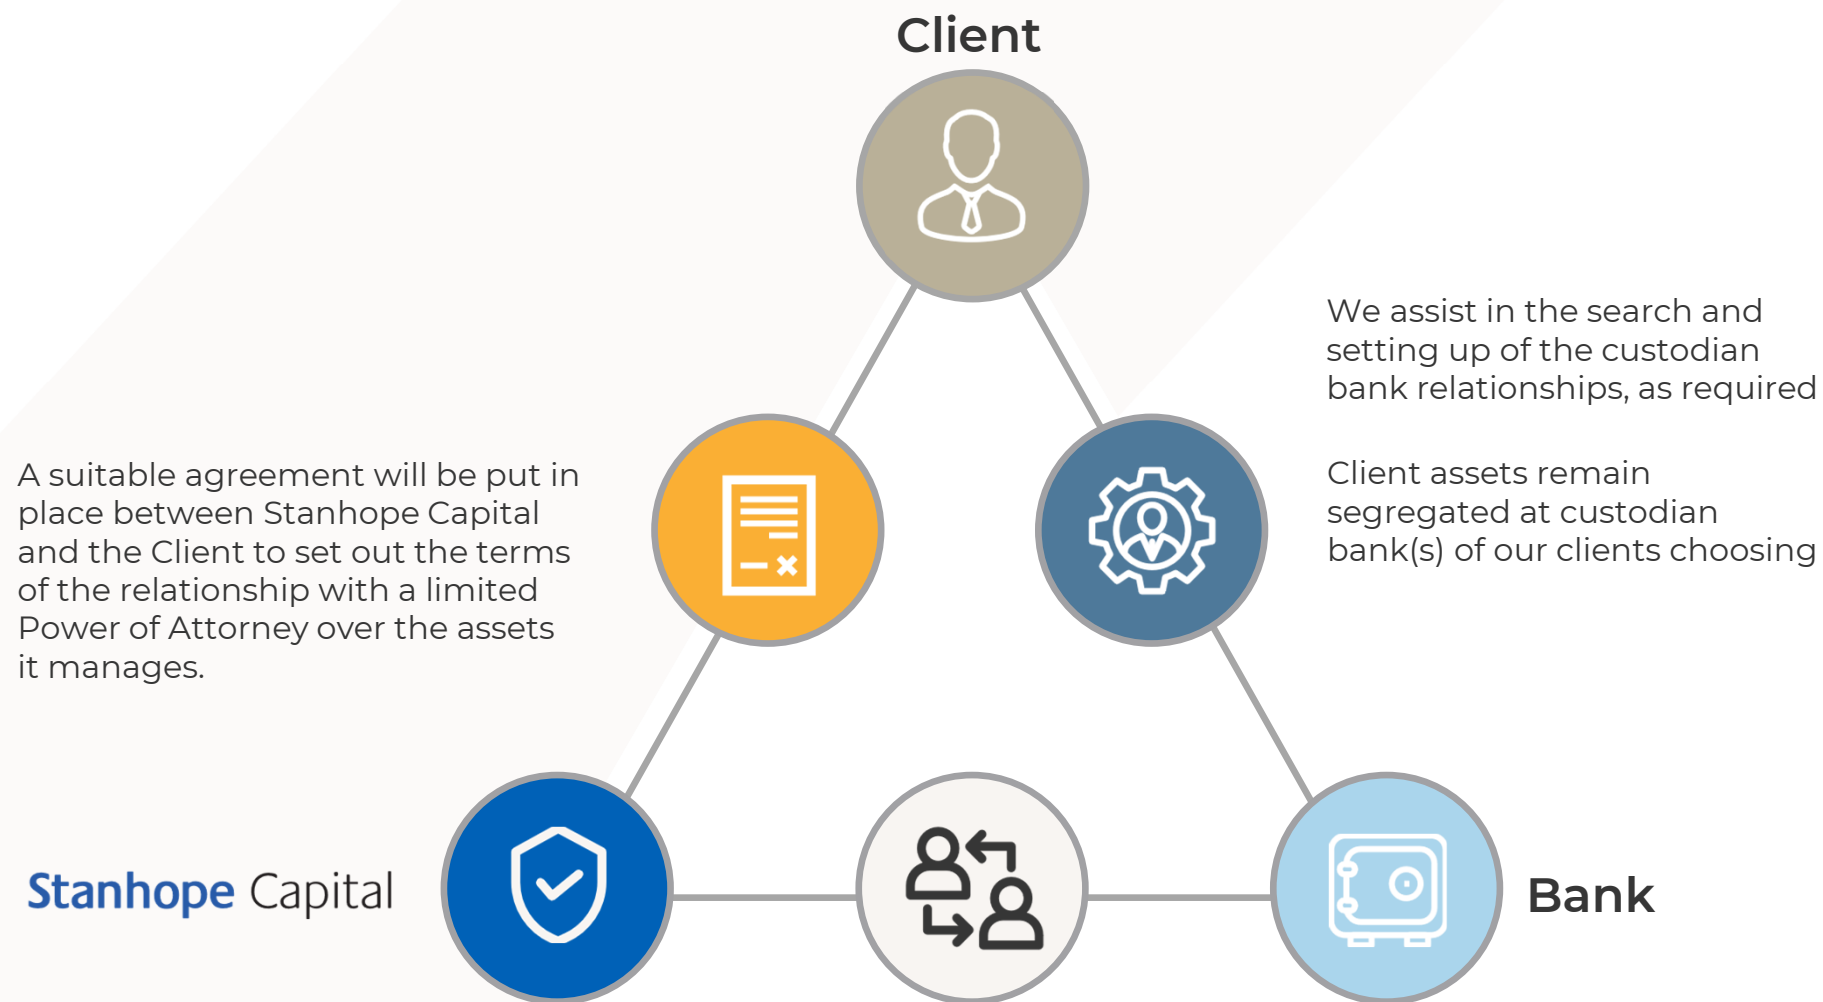 Client
We assist in the search and
setting up of the custodian
bank relationships, as required
Client assets remain
segregated at custodian
bank(s) of our clients choosing
A suitable agreement will be put in
place between Stanhope Capital
and the Client to set out the terms
of the relationship with a limited
Power of Attorney over the assets
it manages.
Stanhope Capital
Bank